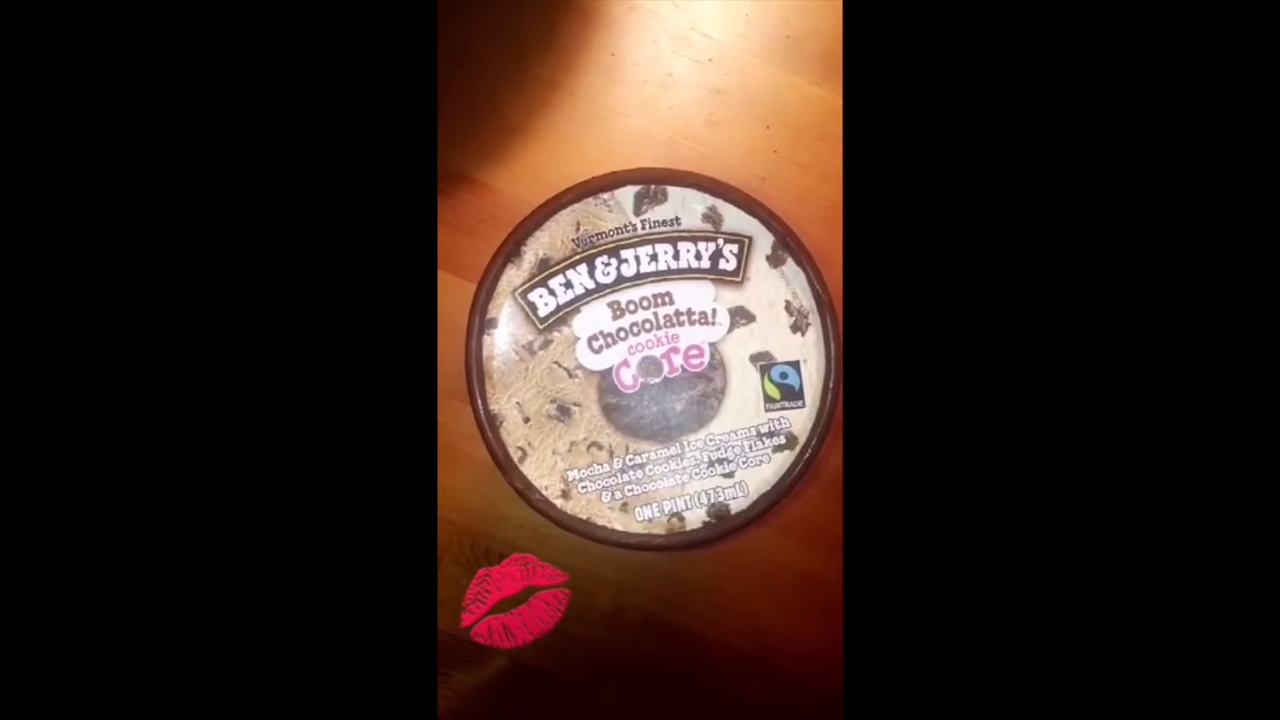 Vermont's Finest
BEN & JERRY'S
Boom
Chocolatta!™
cookie
Core
FAIRTRADE
Mocha & Caramel Ice Creams with
Chocolate Cookies, Fudge Flakes
& a Chocolate Cookie Core
ONE PINT (473mL)